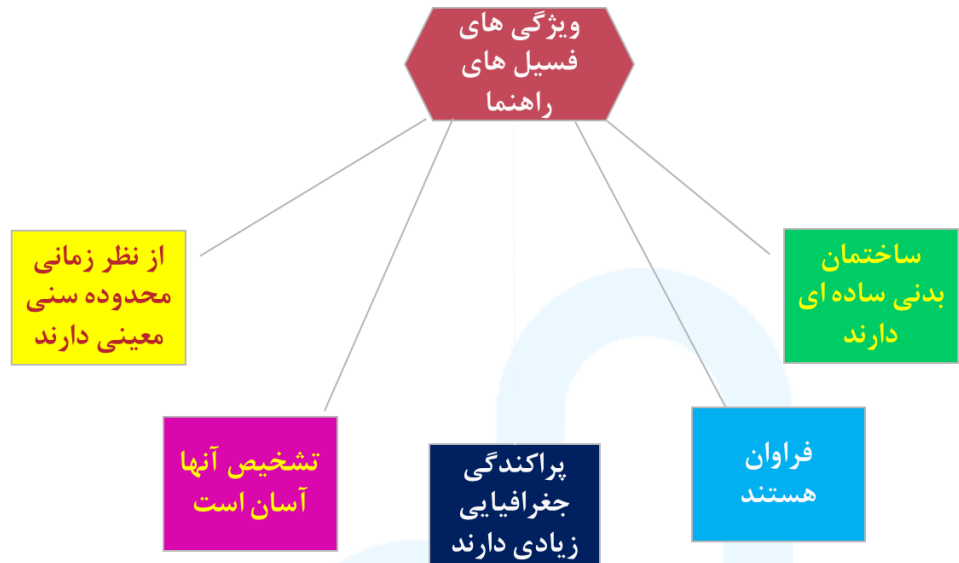 ویژگی های
فسیل های
راهنما
ساختمان
بدنی ساده ای
دارند
فراوان
هستند
پراکندگی
جغرافیایی
زیادی دارند
تشخیص آنها
آسان است
از نظر زمانی
محدوده سنی
معینی دارند